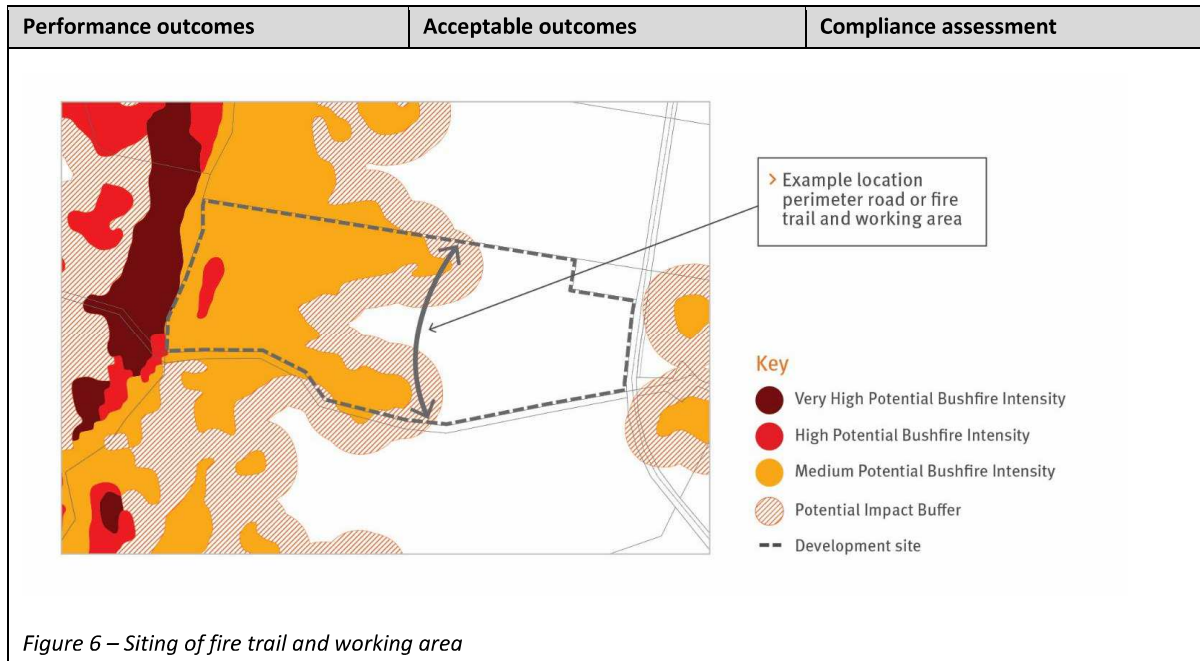 Performance outcomes
Acceptable outcomes
Compliance assessment
> Example location
perimeter road or fire
trail and working area
Key
Very High Potential Bushfire Intensity
High Potential Bushfire Intensity
Medium Potential Bushfire Intensity
Potential Impact Buffer
Development site
Figure 6 – Siting of fire trail and working area